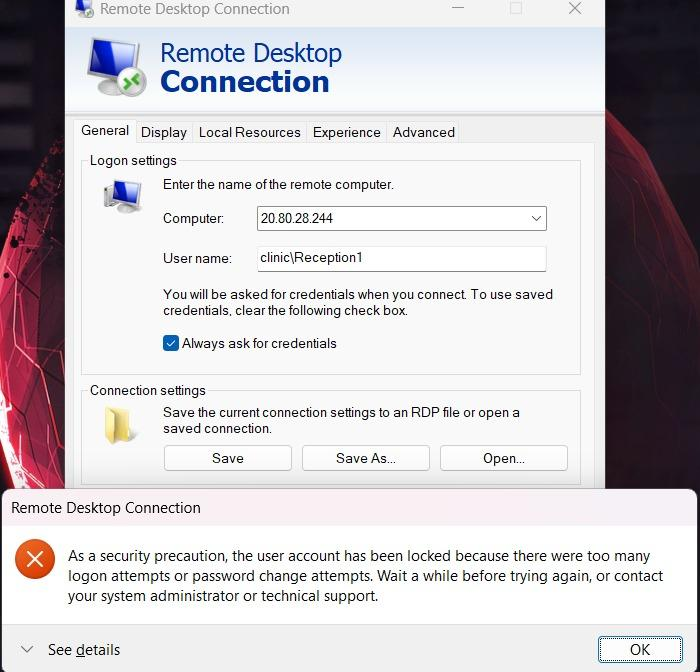 Remote Desktop Connection
Remote Desktop
Connection
General Display Local Resources Experience Advanced
Logon settings
Enter the name of the remote computer.
Computer: 20.80.28.244
User name: clinic\Reception1
You will be asked for credentials when you connect. To use saved
credentials, clear the following check box.
Always ask for credentials
Connection settings
Save the current connection settings to an RDP file or open a
saved connection.
Save Save As... Open...
Remote Desktop Connection
As a security precaution, the user account has been locked because there were too many
logon attempts or password change attempts. Wait a while before trying again, or contact
your system administrator or technical support.
See details OK